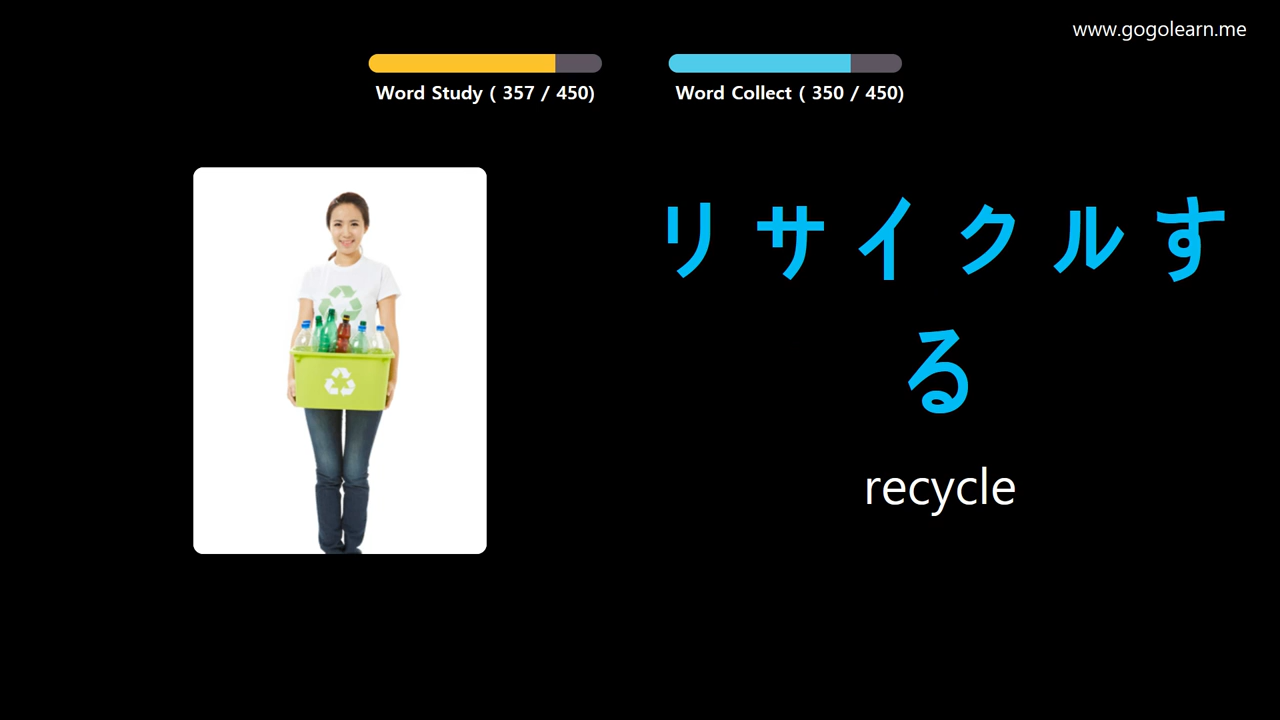 www.gogolearn.me
Word Study ( 357 / 450)
Word Collect ( 350 / 450)
リサイクルす
る
recycle